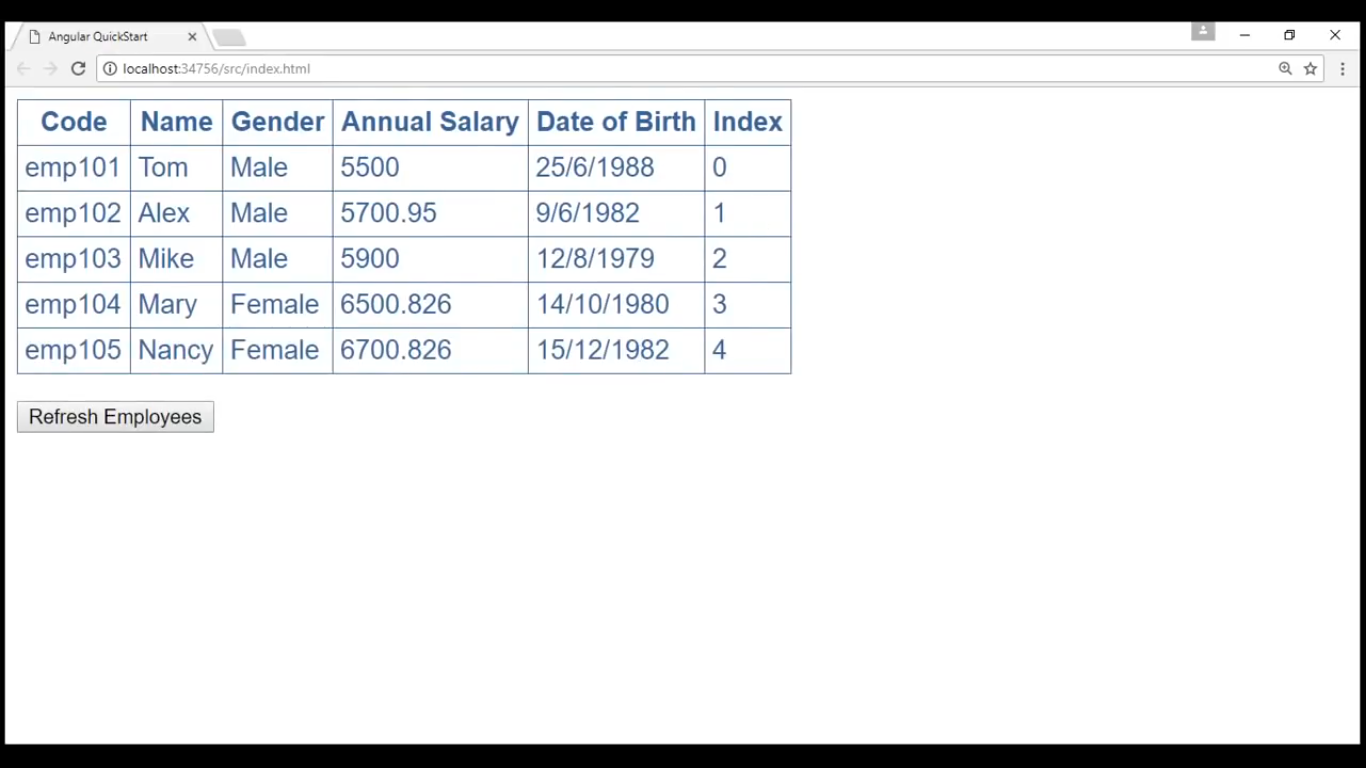 Angular QuickStart
localhost:34756/src/index.html
Code Name Gender Annual Salary Date of Birth Index
emp101 Tom Male 5500 25/6/1988 0
emp102 Alex Male 5700.95 9/6/1982 1
emp103 Mike Male 5900 12/8/1979 2
emp104 Mary Female 6500.826 14/10/1980 3
emp105 Nancy Female 6700.826 15/12/1982 4
Refresh Employees